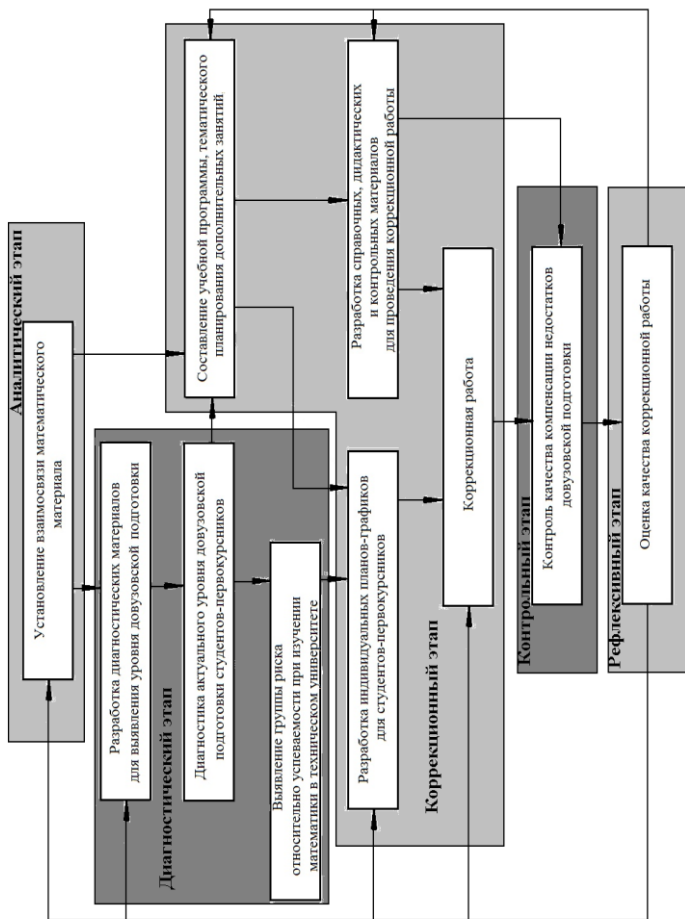 Аналитический этап
Установление взаимосвязи математического
материала
Диагностический этап
Разработка диагностических материалов
для выявления уровня довузовской подготовки
Диагностика актуального уровня довузовской
подготовки студентов-первокурсников
Выявление группы риска
относительно успеваемости при изучении
математики в техническом университете
Составление учебной программы, тематического
планирования дополнительных занятий
Разработка справочных, дидактических
и контрольных материалов
для проведения коррекционной работы
Разработка индивидуальных планов-графиков
для студентов-первокурсников
Коррекционный этап
Коррекционная работа
Контрольный этап
Контроль качества компенсации недостатков
довузовской подготовки
Рефлексивный этап
Оценка качества коррекционной работы